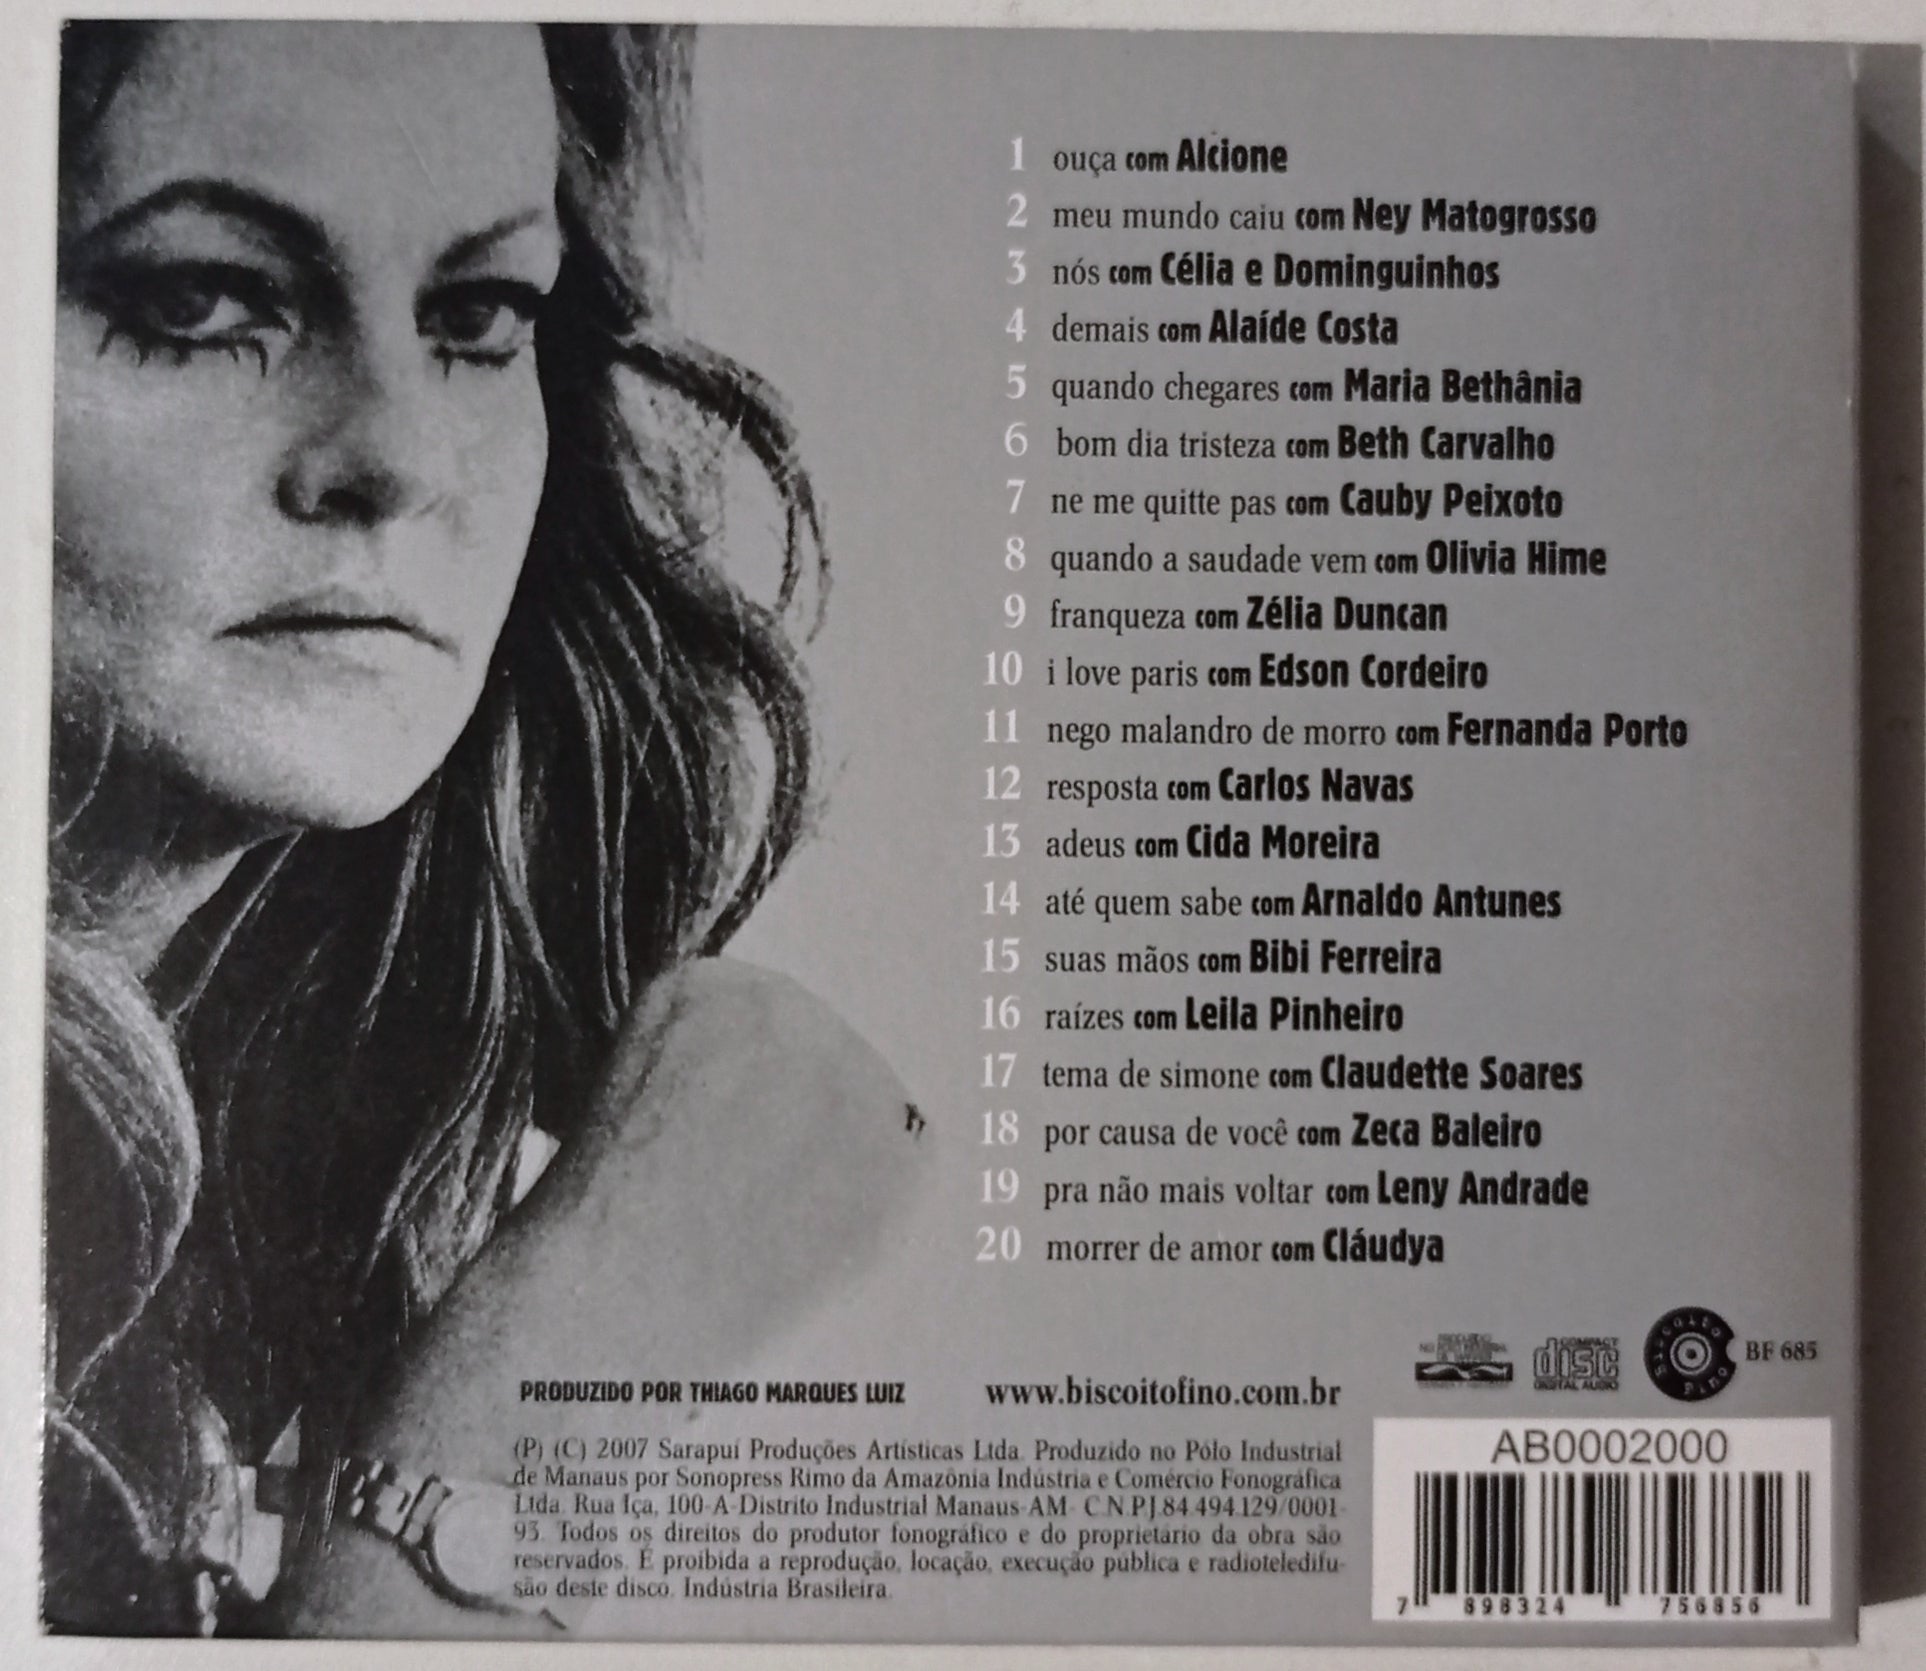 1 ouça com Alcione
2 meu mundo caiu com Ney Matogrosso
3 nós com Célia e Dominguinhos
4 demais com Alaíde Costa
5 quando chegares com Maria Bethânia
6 bom dia tristeza com Beth Carvalho
7 ne me quitte pas com Cauby Peixoto
8 quando a saudade vem com Olivia Hime
9 franqueza com Zélia Duncan
10 i love paris com Edson Cordeiro
11 nego malandro de morro com Fernanda Porto
12 resposta com Carlos Navas
13 adeus com Cida Moreira
14 até quem sabe com Arnaldo Antunes
15 suas mãos com Bibi Ferreira
16 raízes com Leila Pinheiro
17 tema de simone com Claudette Soares
18 por causa de você com Zeca Baleiro
19 pra não mais voltar com Leny Andrade
20 morrer de amor com Cláudya
COMPACT
disc
DIGITAL AUDIO
Biscoito Fino
BF 685
PRODUZIDO POR THIAGO MARQUES LUIZ
www.biscoitofino.com.br
(P) (C) 2007 Sarapuí Produções Artísticas Ltda. Produzido no Pólo Industrial
de Manaus por Sonopress Rimo da Amazônia Indústria e Comércio Fonográfica
Ltda. Rua Iça, 100-A-Distrito Industrial Manaus-AM- C.N.P.J.84.494.129/0001-
93. Todos os direitos do produtor fonográfico e do proprietário da obra são
reservados. É proibida a reprodução, locação, execução pública e radioteledifu-
são deste disco. Indústria Brasileira.
AB0002000
7 898324 756856